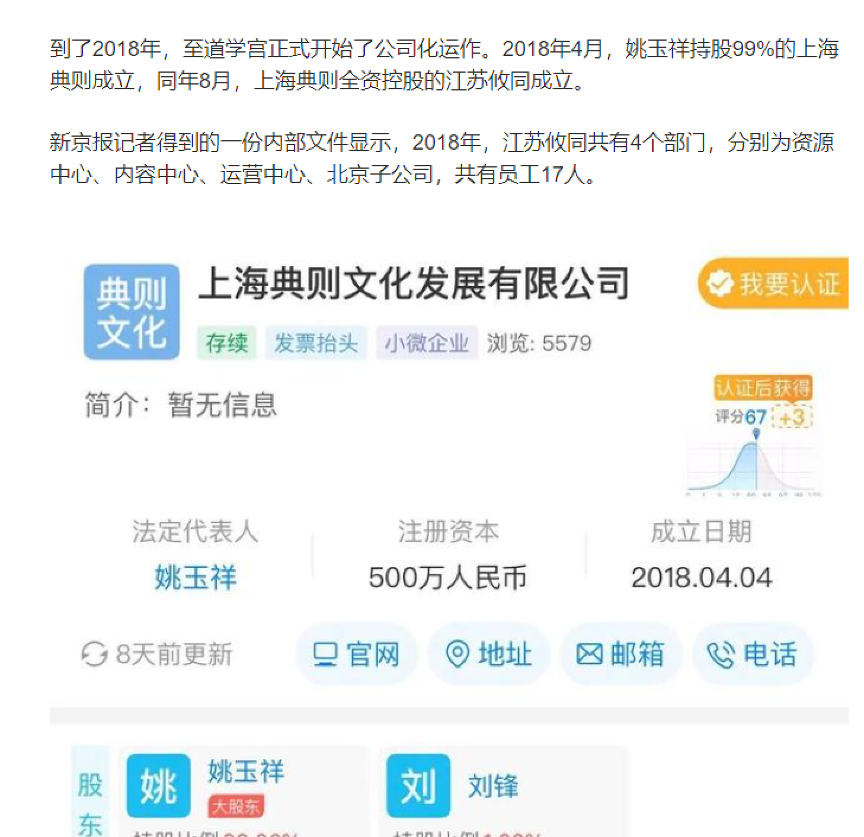 到了2018年，至道学宫正式开始了公司化运作。2018年4月，姚玉祥持股99%的上海
典则成立，同年8月，上海典则全资控股的江苏攸同成立。
新京报记者得到的一份内部文件显示，2018年，江苏攸同共有4个部门，分别为资源
中心、内容中心、运营中心、北京子公司，共有员工17人。
典则
文化
上海典则文化发展有限公司
我要认证
存续 发票抬头 小微企业 浏览: 5579
简介：暂无信息
认证后获得
评分67 +3
法定代表人 注册资本 成立日期
姚玉祥 500万人民币 2018.04.04
8天前更新 官网 地址 邮箱 电话
股
东
姚 姚玉祥
大股东
刘 刘锋